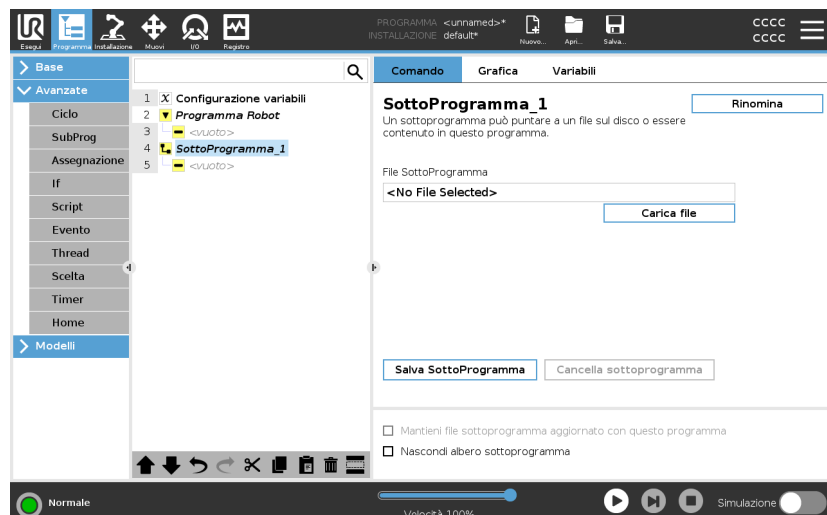 PROGRAMMA <unnamed>*
INSTALLAZIONE default*
cccc
cccc
Esegui Programma Installazione Muovi I/O Registro Nuovo... Apri... Salva...
Base
Avanzate
Ciclo
SubProg
Assegnazione
If
Script
Evento
Thread
Scelta
Timer
Home
Modelli
1 X Configurazione variabili
2 Programma Robot
3 <vuoto>
4 SottoProgramma_1
5 <vuoto>
Comando Grafica Variabili
SottoProgramma_1
Rinomina
Un sottoprogramma può puntare a un file sul disco o essere
contenuto in questo programma.
File SottoProgramma
<No File Selected>
Carica file
Salva SottoProgramma Cancella sottoprogramma
Mantieni file sottoprogramma aggiornato con questo programma
Nascondi albero sottoprogramma
Normale
Velocità 100%
Simulazione